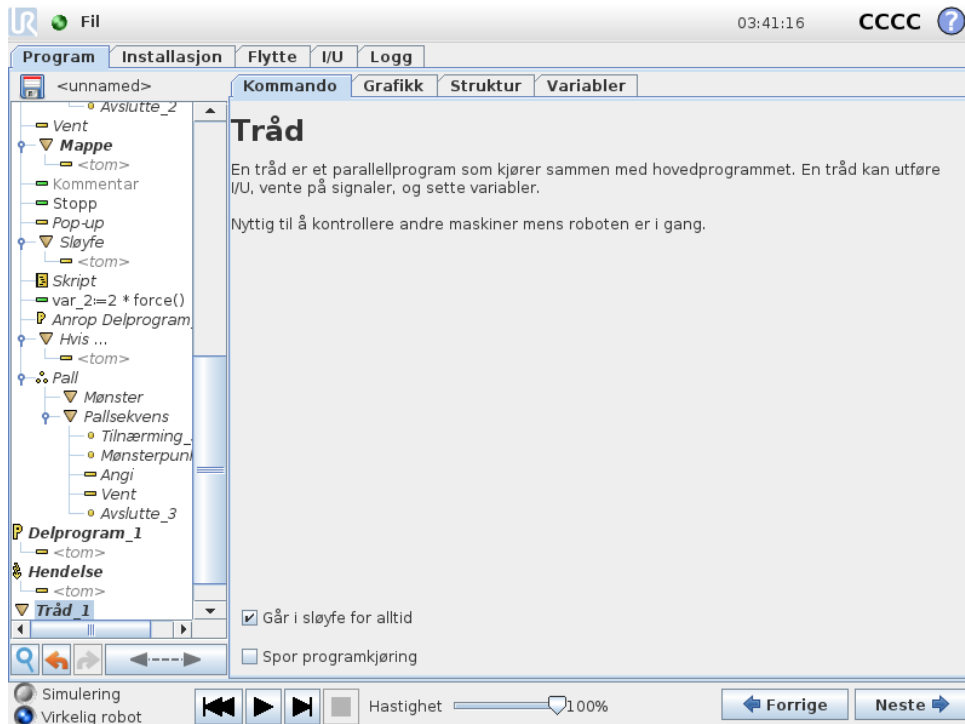 UR Fil 03:41:16 CCCC ?
Program Installasjon Flytte I/U Logg
<unnamed>
Kommando Grafikk Struktur Variabler
Avslutte_2
Vent
Mappe
<tom>
Kommentar
Stopp
Pop-up
Sløyfe
<tom>
Skript
var_2:=2 * force()
Anrop Delprogram_
Hvis ...
<tom>
Pall
Mønster
Pallsekvens
Tilnærming_
Mønsterpunk
Angi
Vent
Avslutte_3
Delprogram_1
<tom>
Hendelse
<tom>
Tråd_1
Tråd
En tråd er et parallellprogram som kjører sammen med hovedprogrammet. En tråd kan utføre
I/U, vente på signaler, og sette variabler.
Nyttig til å kontrollere andre maskiner mens roboten er i gang.
Går i sløyfe for alltid
Spor programkjøring
Simulering
Virkelig robot
Hastighet 100%
Forrige Neste